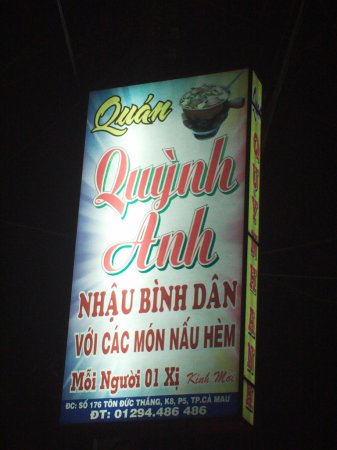 Quán
Quỳnh
Anh
NHẬU BÌNH DÂN
VỚI CÁC MÓN NẤU HÈM
Mỗi Người 01 Xị Kính Mời
ĐC: SỐ 176 TÔN ĐỨC THẮNG, K8, P5, TP.CÀ MAU
ĐT: 01294.486 486